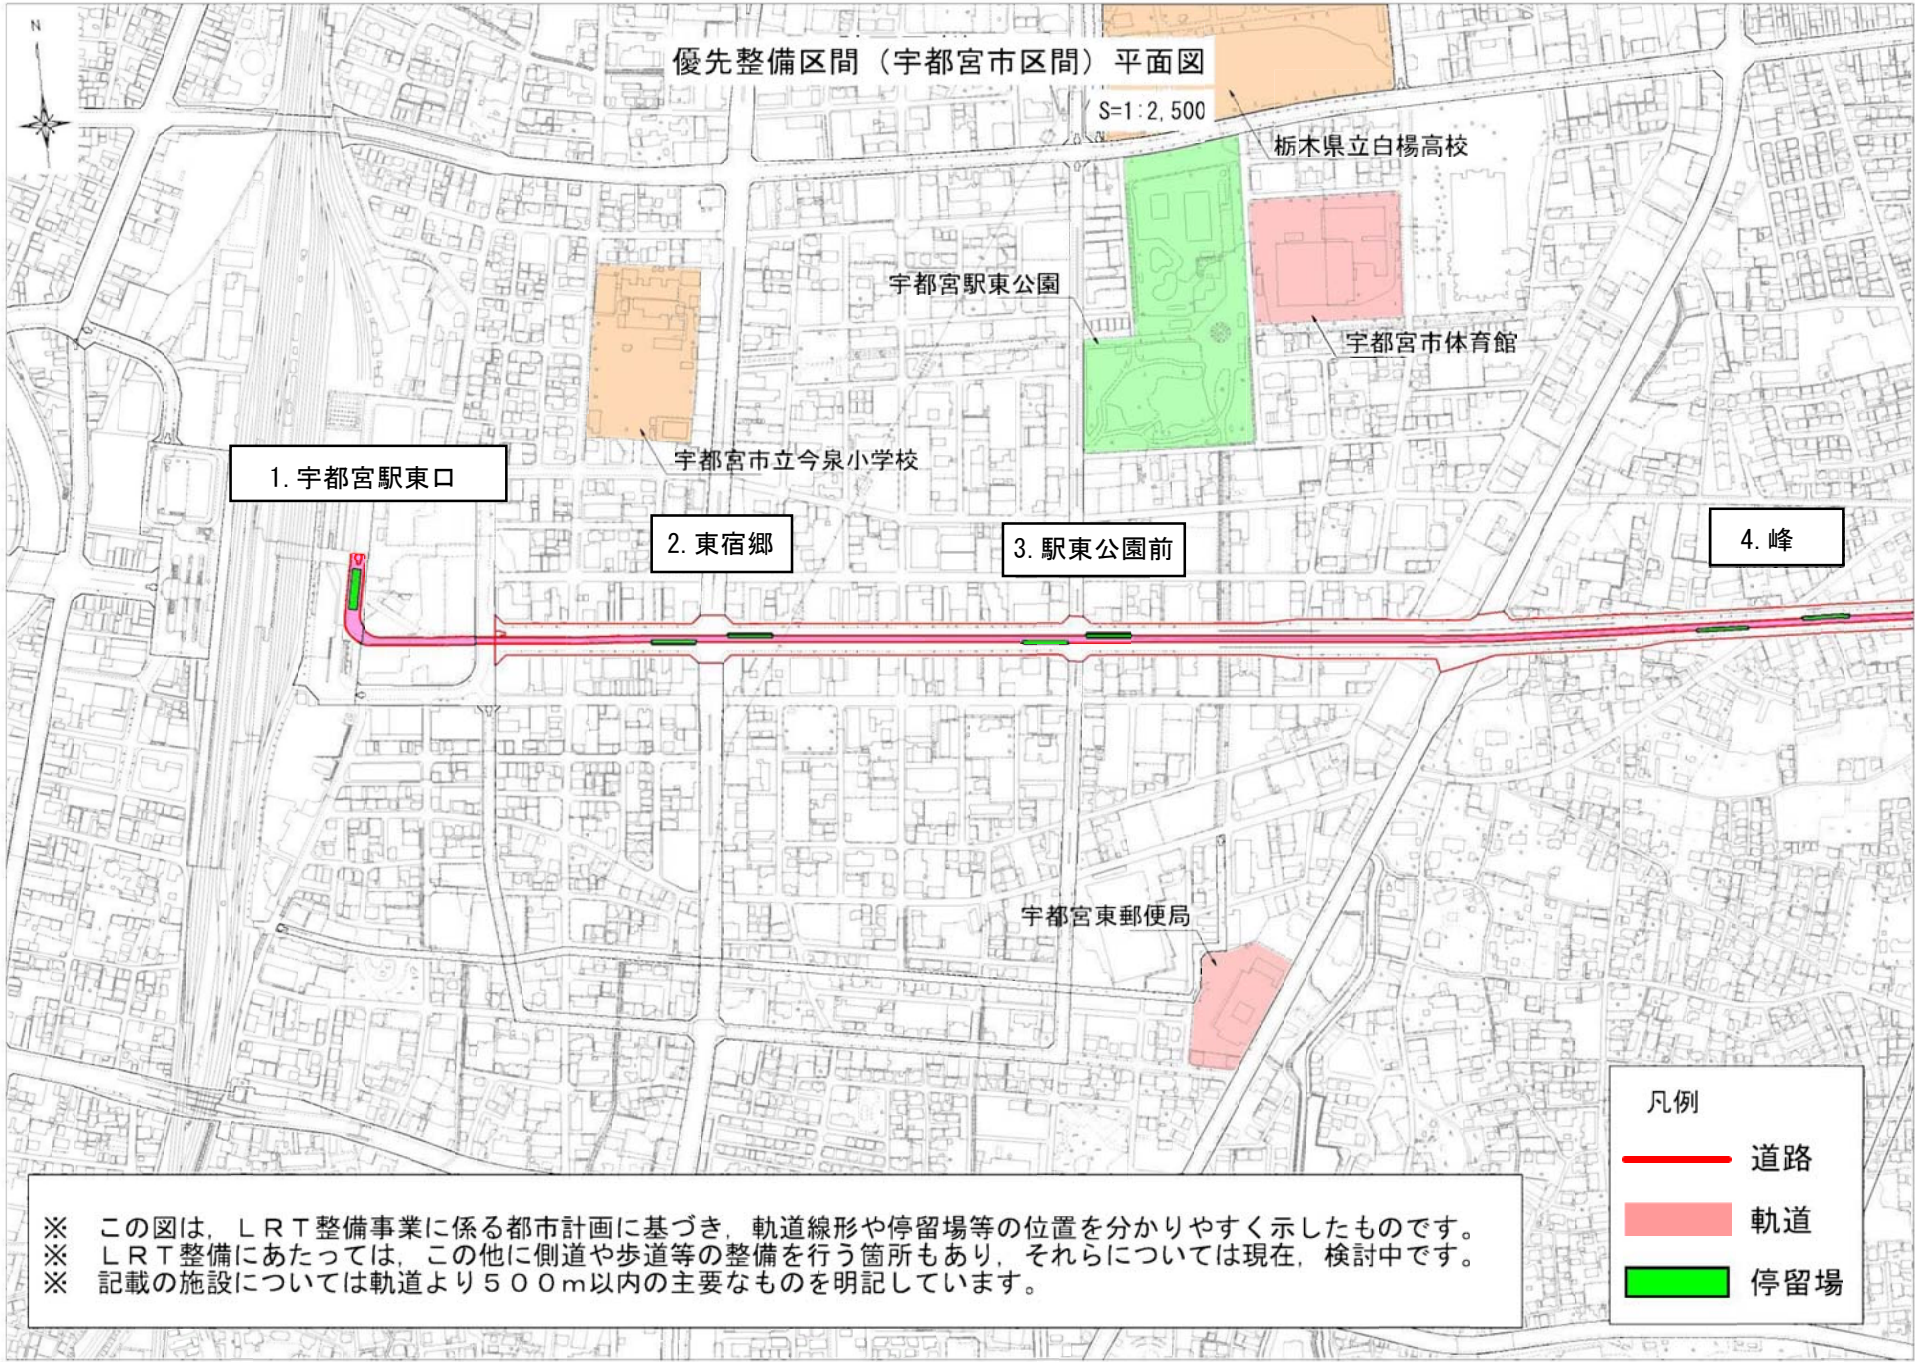 N
優先整備区間（宇都宮市区間）平面図
S=1:2,500
栃木県立白楊高校
宇都宮駅東公園
宇都宮市体育館
宇都宮市立今泉小学校
1.宇都宮駅東口
2.東宿郷
3.駅東公園前
4.峰
宇都宮東郵便局
凡例
道路
軌道
停留場
※　この図は，ＬＲＴ整備事業に係る都市計画に基づき，軌道線形や停留場等の位置を分かりやすく示したものです。
※　ＬＲＴ整備にあたっては，この他に側道や歩道等の整備を行う箇所もあり，それらについては現在，検討中です。
※　記載の施設については軌道より５００ｍ以内の主要なものを明記しています。